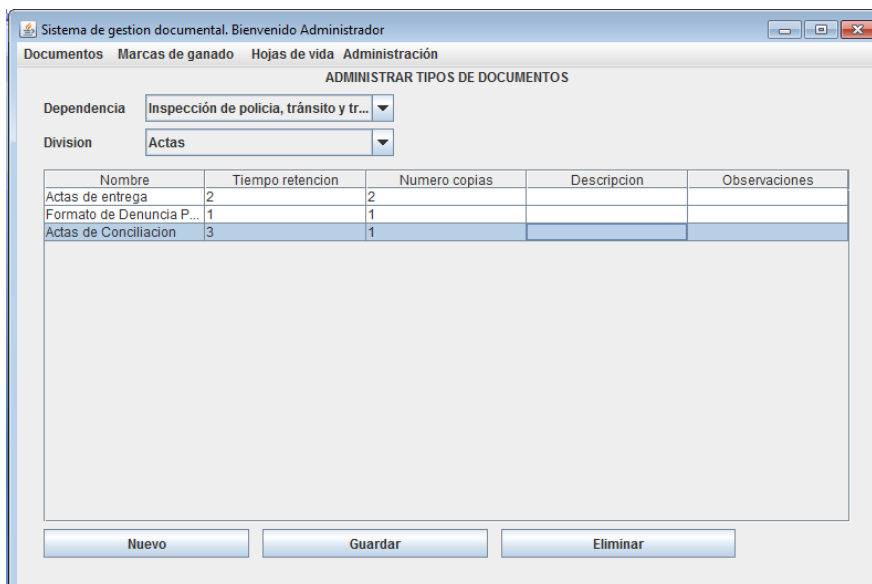 Sistema de gestion documental. Bienvenido Administrador
Documentos Marcas de ganado Hojas de vida Administración
ADMINISTRAR TIPOS DE DOCUMENTOS
Dependencia Inspección de policia, tránsito y tr...
Division Actas
Nombre Tiempo retencion Numero copias Descripcion Observaciones
Actas de entrega 2 2
Formato de Denuncia P... 1 1
Actas de Conciliacion 3 1
Nuevo Guardar Eliminar